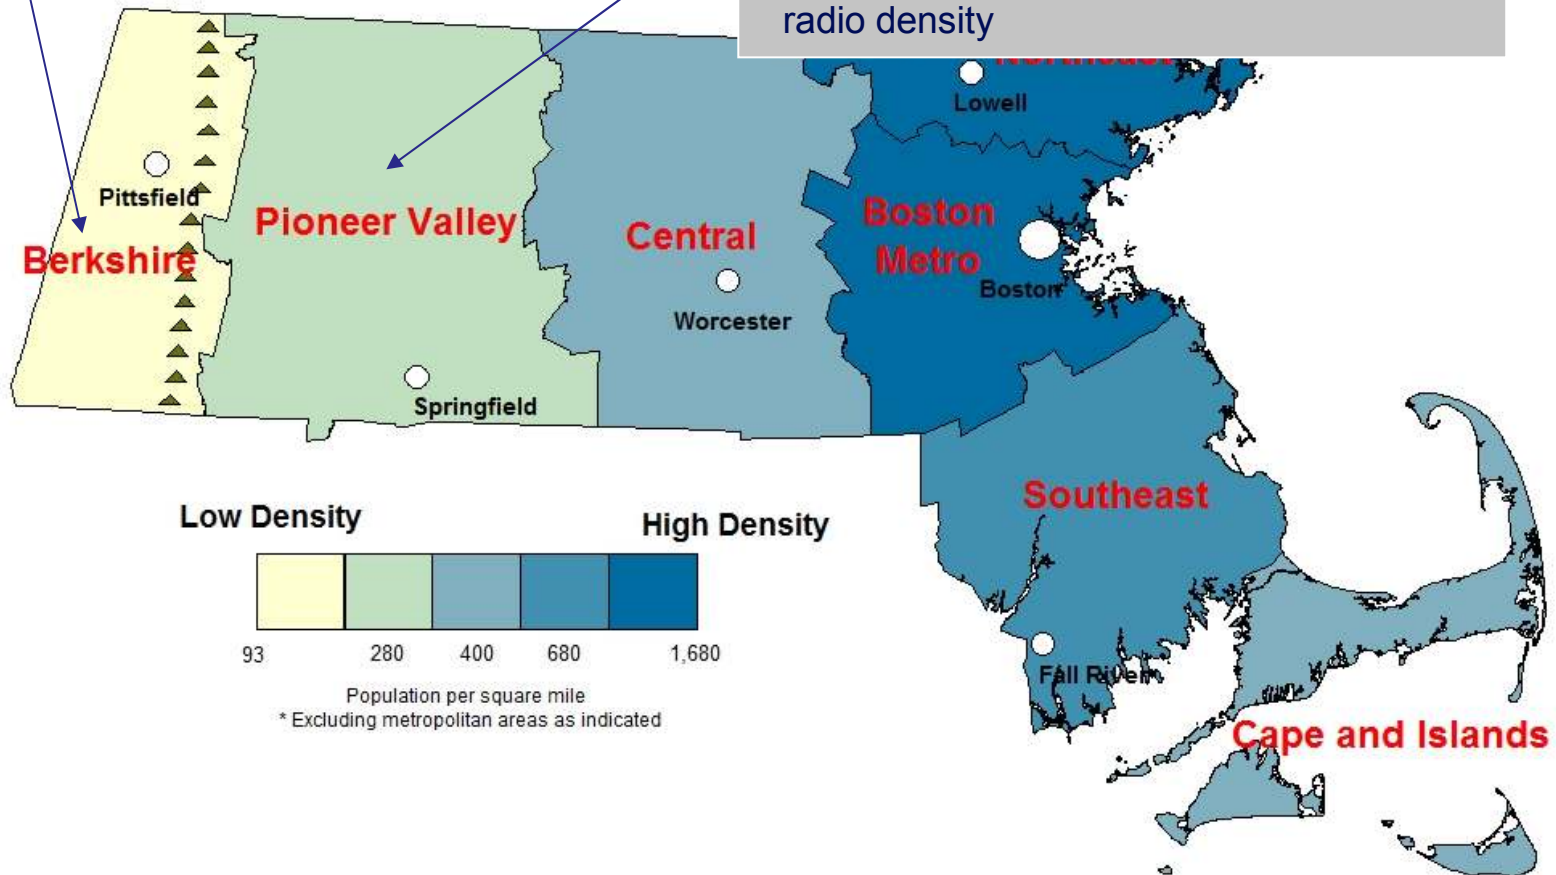 radio density
Northeast
Lowell
Pittsfield
Pioneer Valley
Berkshire
Central
Boston
Metro
Boston
Worcester
Springfield
Southeast
Low Density
High Density
93 280 400 680 1,680
Population per square mile
* Excluding metropolitan areas as indicated
Fall River
Cape and Islands